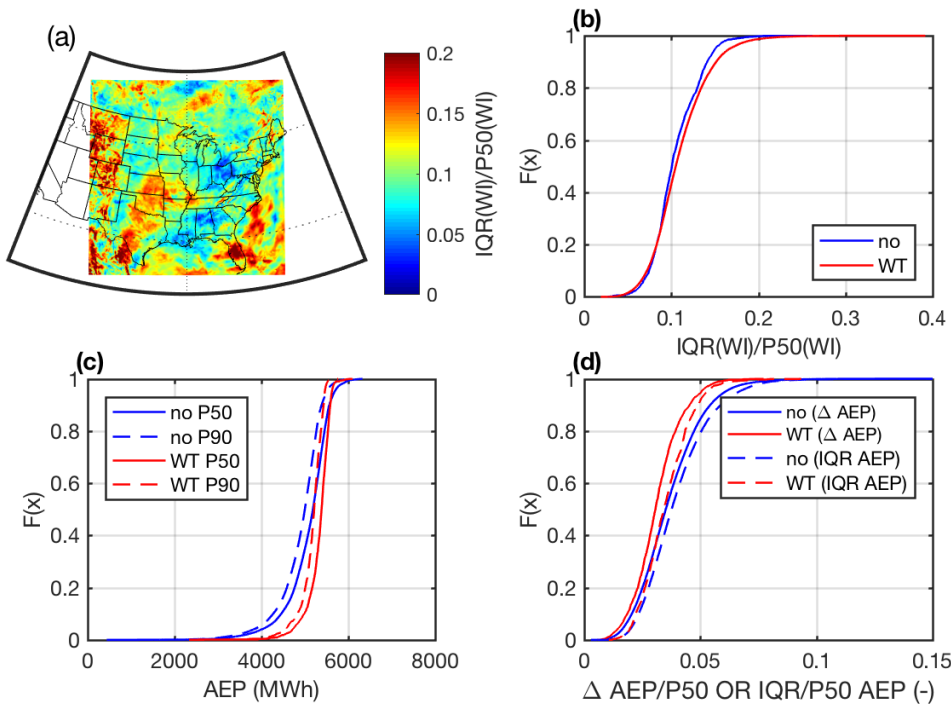 (a)
0.2
0.15
0.1
0.05
0
IQR(WI)/P50(WI)
(b)
1
0.8
0.6
0.4
0.2
0
F(x)
no
WT
0
0.1
0.2
0.3
0.4
IQR(WI)/P50(WI)
(c)
1
0.8
0.6
0.4
0.2
0
F(x)
no P50
no P90
WT P50
WT P90
0
2000
4000
6000
8000
AEP (MWh)
(d)
1
0.8
0.6
0.4
0.2
0
F(x)
no (Δ AEP)
WT (Δ AEP)
no (IQR AEP)
WT (IQR AEP)
0
0.05
0.1
0.15
Δ AEP/P50 OR IQR/P50 AEP (-)